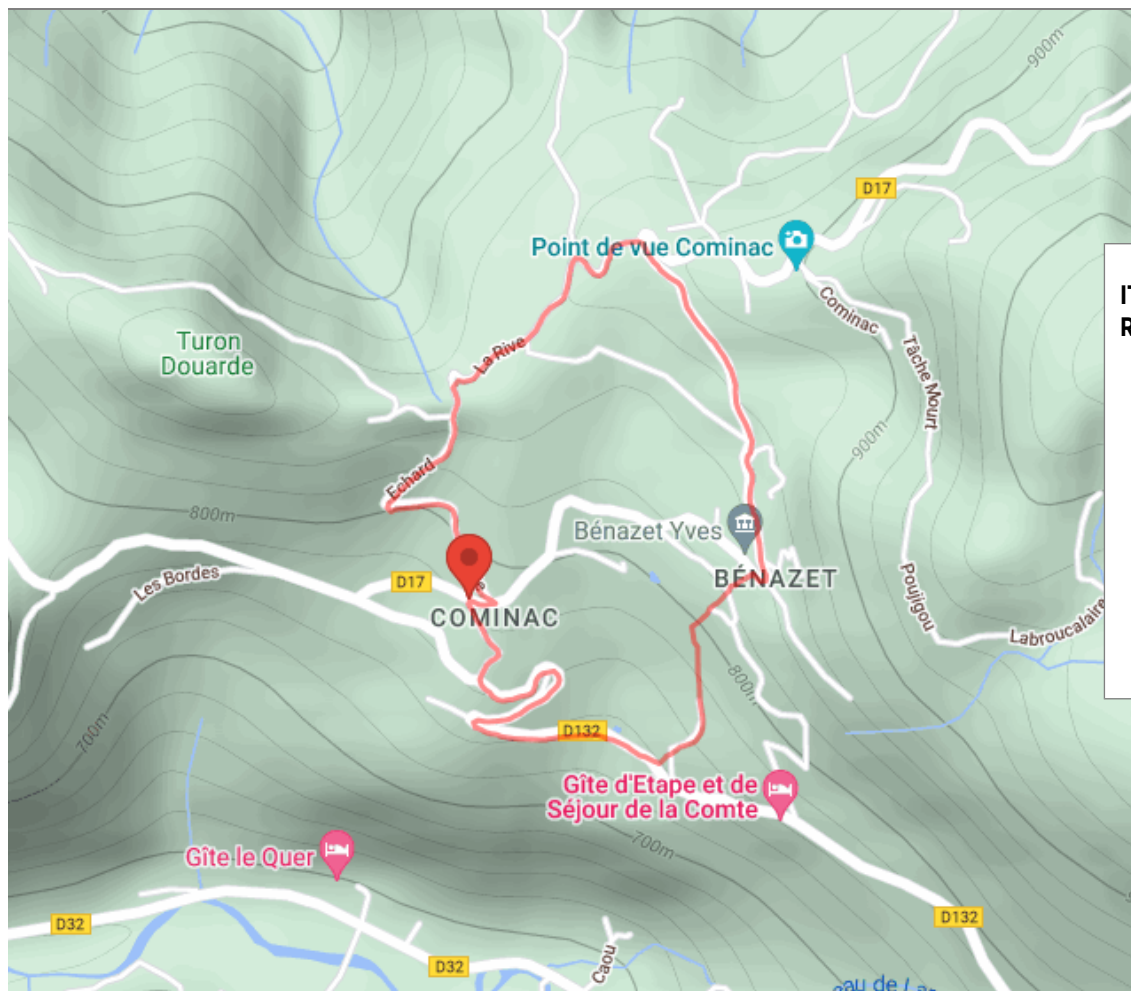 900m
D17
Point de vue Cominac
Cominac
Tâche Mourt
La Rive
Turon
Douarde
900m
Echard
800m
Bénazet Yves
BÉNAZET
Les Bordes
D17
COMINAC
Poujigou
Labroucalaire
800m
700m
D132
Gîte d'Etape et de
Séjour de la Comte
700m
Gîte le Quer
D32
D132
D32
Caou